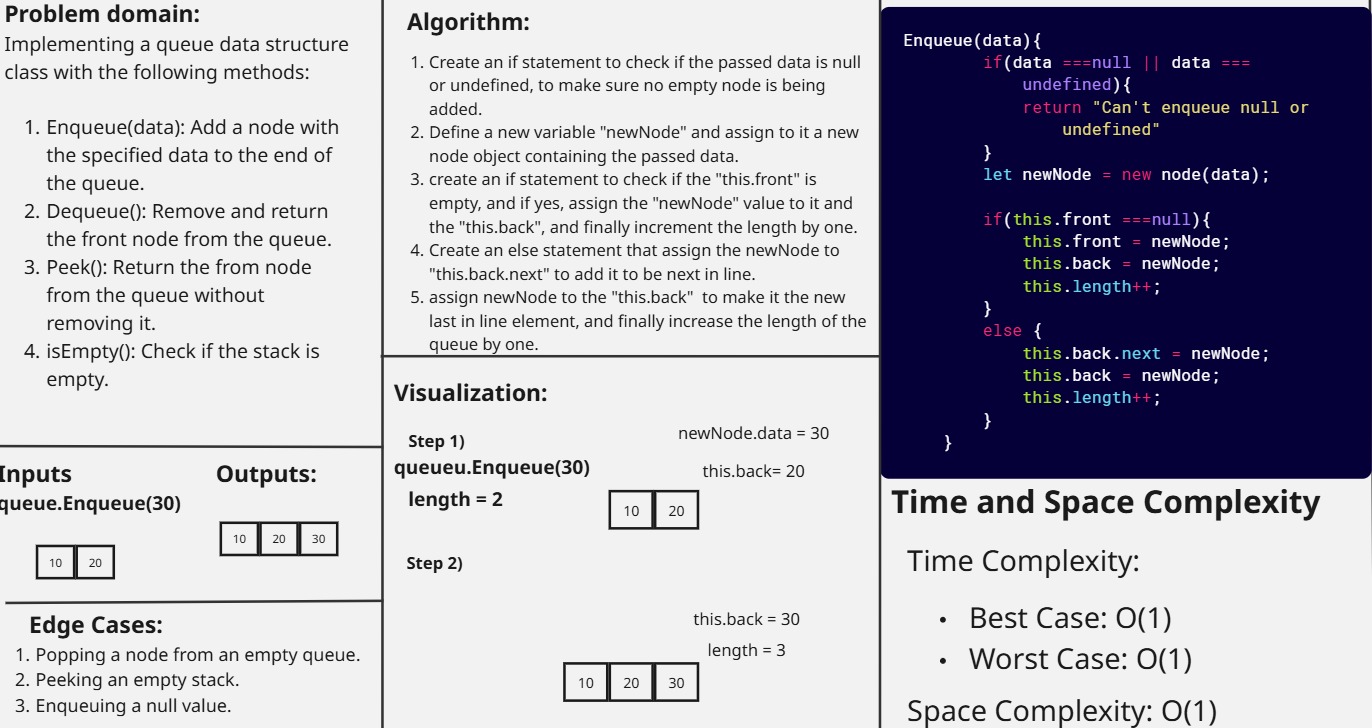 Problem domain:
Implementing a queue data structure
class with the following methods:
1. Enqueue(data): Add a node with
the specified data to the end of
the queue.
2. Dequeue(): Remove and return
the front node from the queue.
3. Peek(): Return the from node
from the queue without
removing it.
4. isEmpty(): Check if the stack is
empty.
Inputs
queue.Enqueue(30)
10 20
Outputs:
10 20 30
Edge Cases:
1. Popping a node from an empty queue.
2. Peeking an empty stack.
3. Enqueuing a null value.
Algorithm:
1. Create an if statement to check if the passed data is null
or undefined, to make sure no empty node is being
added.
2. Define a new variable "newNode" and assign to it a new
node object containing the passed data.
3. create an if statement to check if the "this.front" is
empty, and if yes, assign the "newNode" value to it and
the "this.back", and finally increment the length by one.
4. Create an else statement that assign the newNode to
"this.back.next" to add it to be next in line.
5. assign newNode to the "this.back" to make it the new
last in line element, and finally increase the length of the
queue by one.
Visualization:
Step 1)
queueu.Enqueue(30)
length = 2
newNode.data = 30
this.back= 20
10 20
Step 2)
this.back = 30
length = 3
10 20 30
Enqueue(data){
if(data ===null || data ===
undefined){
return "Can't enqueue null or
undefined"
}
let newNode = new node(data);
if(this.front ===null){
this.front = newNode;
this.back = newNode;
this.length++;
}
else {
this.back.next = newNode;
this.back = newNode;
this.length++;
}
}
Time and Space Complexity
Time Complexity:
• Best Case: O(1)
• Worst Case: O(1)
Space Complexity: O(1)